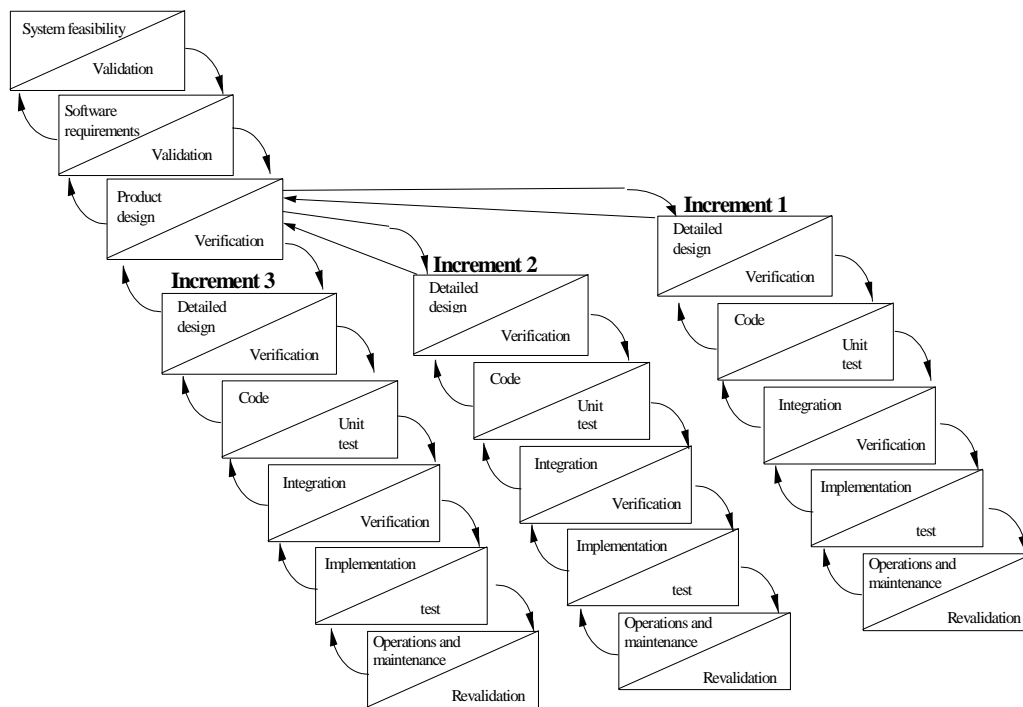 System feasibility
Validation
Software
requirements
Validation
Product
design
Verification
Increment 1
Detailed
design
Verification
Code
Unit
test
Integration
Verification
Implementation
test
Operations and
maintenance
Revalidation
Increment 2
Detailed
design
Verification
Code
Unit
test
Integration
Verification
Implementation
test
Operations and
maintenance
Revalidation
Increment 3
Detailed
design
Verification
Code
Unit
test
Integration
Verification
Implementation
test
Operations and
maintenance
Revalidation